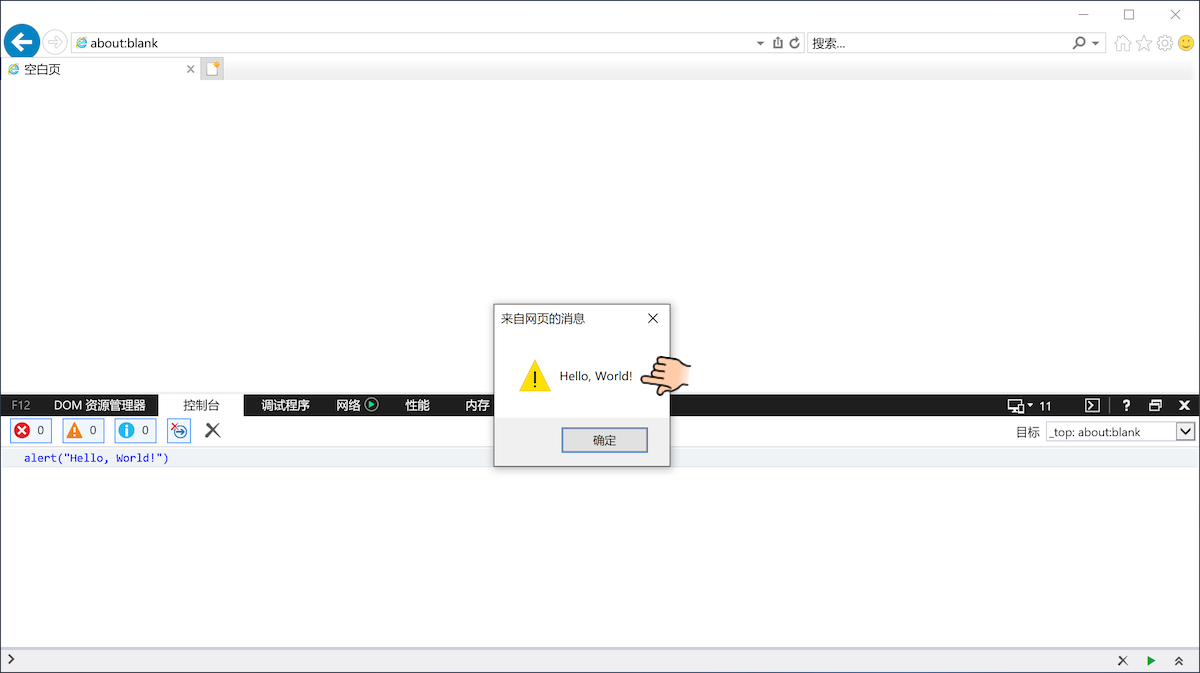 about:blank
搜索...
空白页
来自网页的消息
Hello, World!
确定
F12 DOM 资源管理器 控制台 调试程序 网络 性能 内存 11 ?
0 0 0 目标 _top: about:blank
alert("Hello, World!")